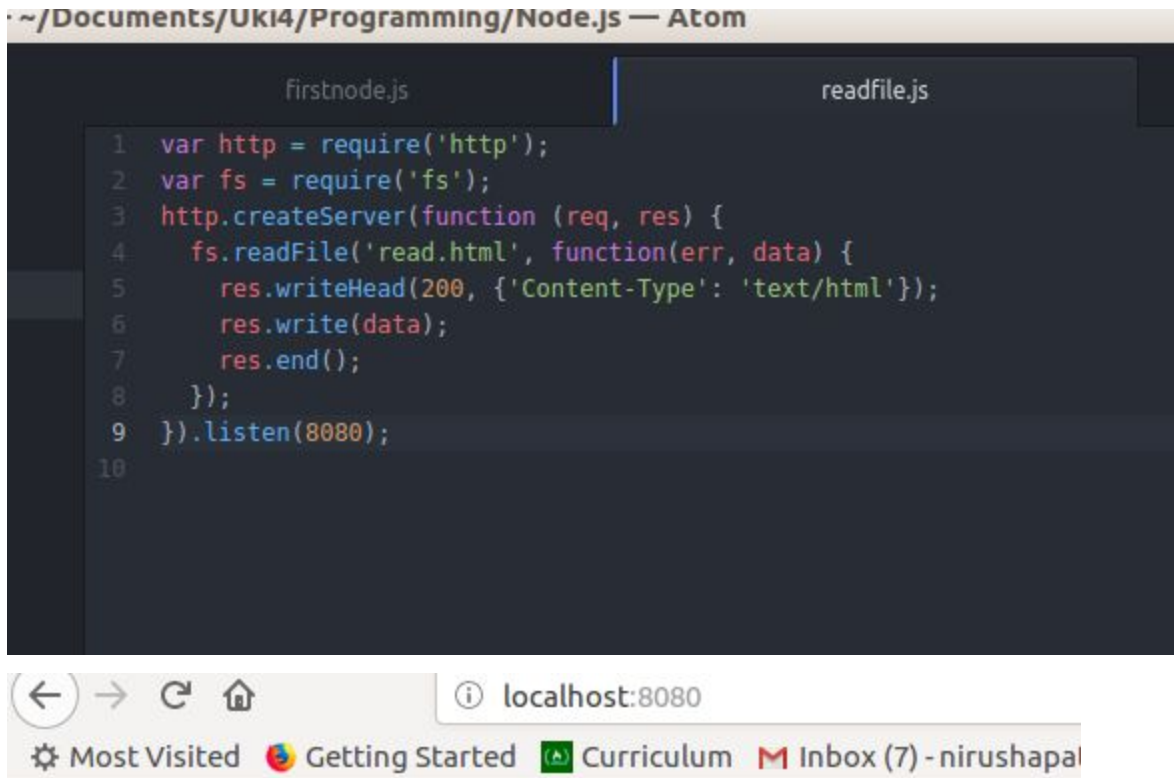 ~/Documents/Uki4/Programming/Node.js — Atom
firstnode.js readfile.js
1 var http = require('http');
2 var fs = require('fs');
3 http.createServer(function (req, res) {
4 fs.readFile('read.html', function(err, data) {
5 res.writeHead(200, {'Content-Type': 'text/html'});
6 res.write(data);
7 res.end();
8 });
9 }).listen(8080);
10
localhost:8080
Most Visited Getting Started Curriculum Inbox (7) - nirushapa